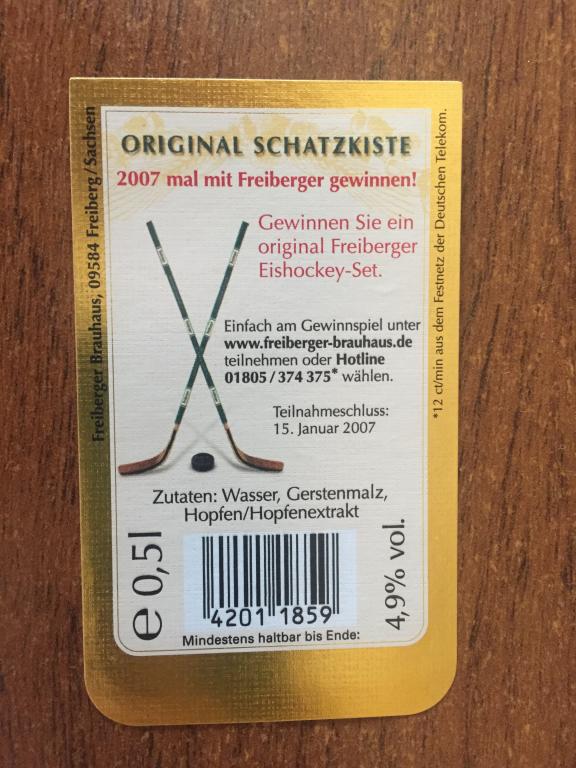 ORIGINAL SCHATZKISTE
2007 mal mit Freiberger gewinnen!
Gewinnen Sie ein
original Freiberger
Eishockey-Set.
Einfach am Gewinnspiel unter
www.freiberger-brauhaus.de
teilnehmen oder Hotline
01805/374 375* wählen.
Teilnahmeschluss:
15. Januar 2007
Zutaten: Wasser, Gerstenmalz,
Hopfen/Hopfenextrakt
e 0,5l
4201 1859
4,9% vol.
Mindestens haltbar bis Ende:
Freiberger Brauhaus, 09584 Freiberg/Sachsen
*12 ct/min aus dem Festnetz der Deutschen Telekom.